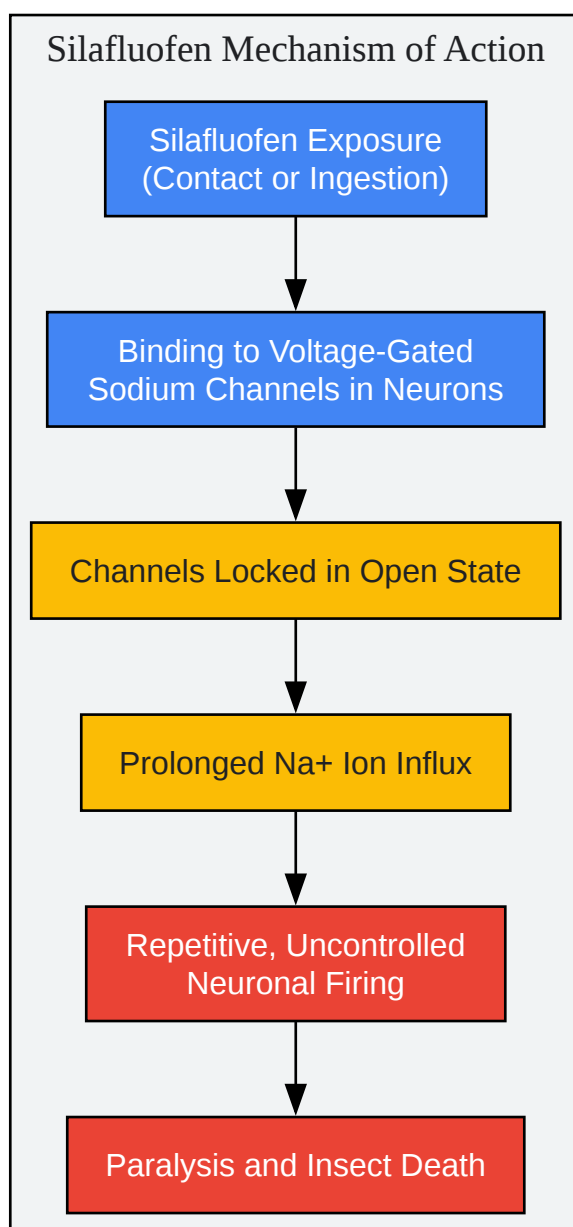 Silafluofen Mechanism of Action
Silafluofen Exposure
(Contact or Ingestion)
Binding to Voltage-Gated
Sodium Channels in Neurons
Channels Locked in Open State
Prolonged Na+ Ion Influx
Repetitive, Uncontrolled
Neuronal Firing
Paralysis and Insect Death